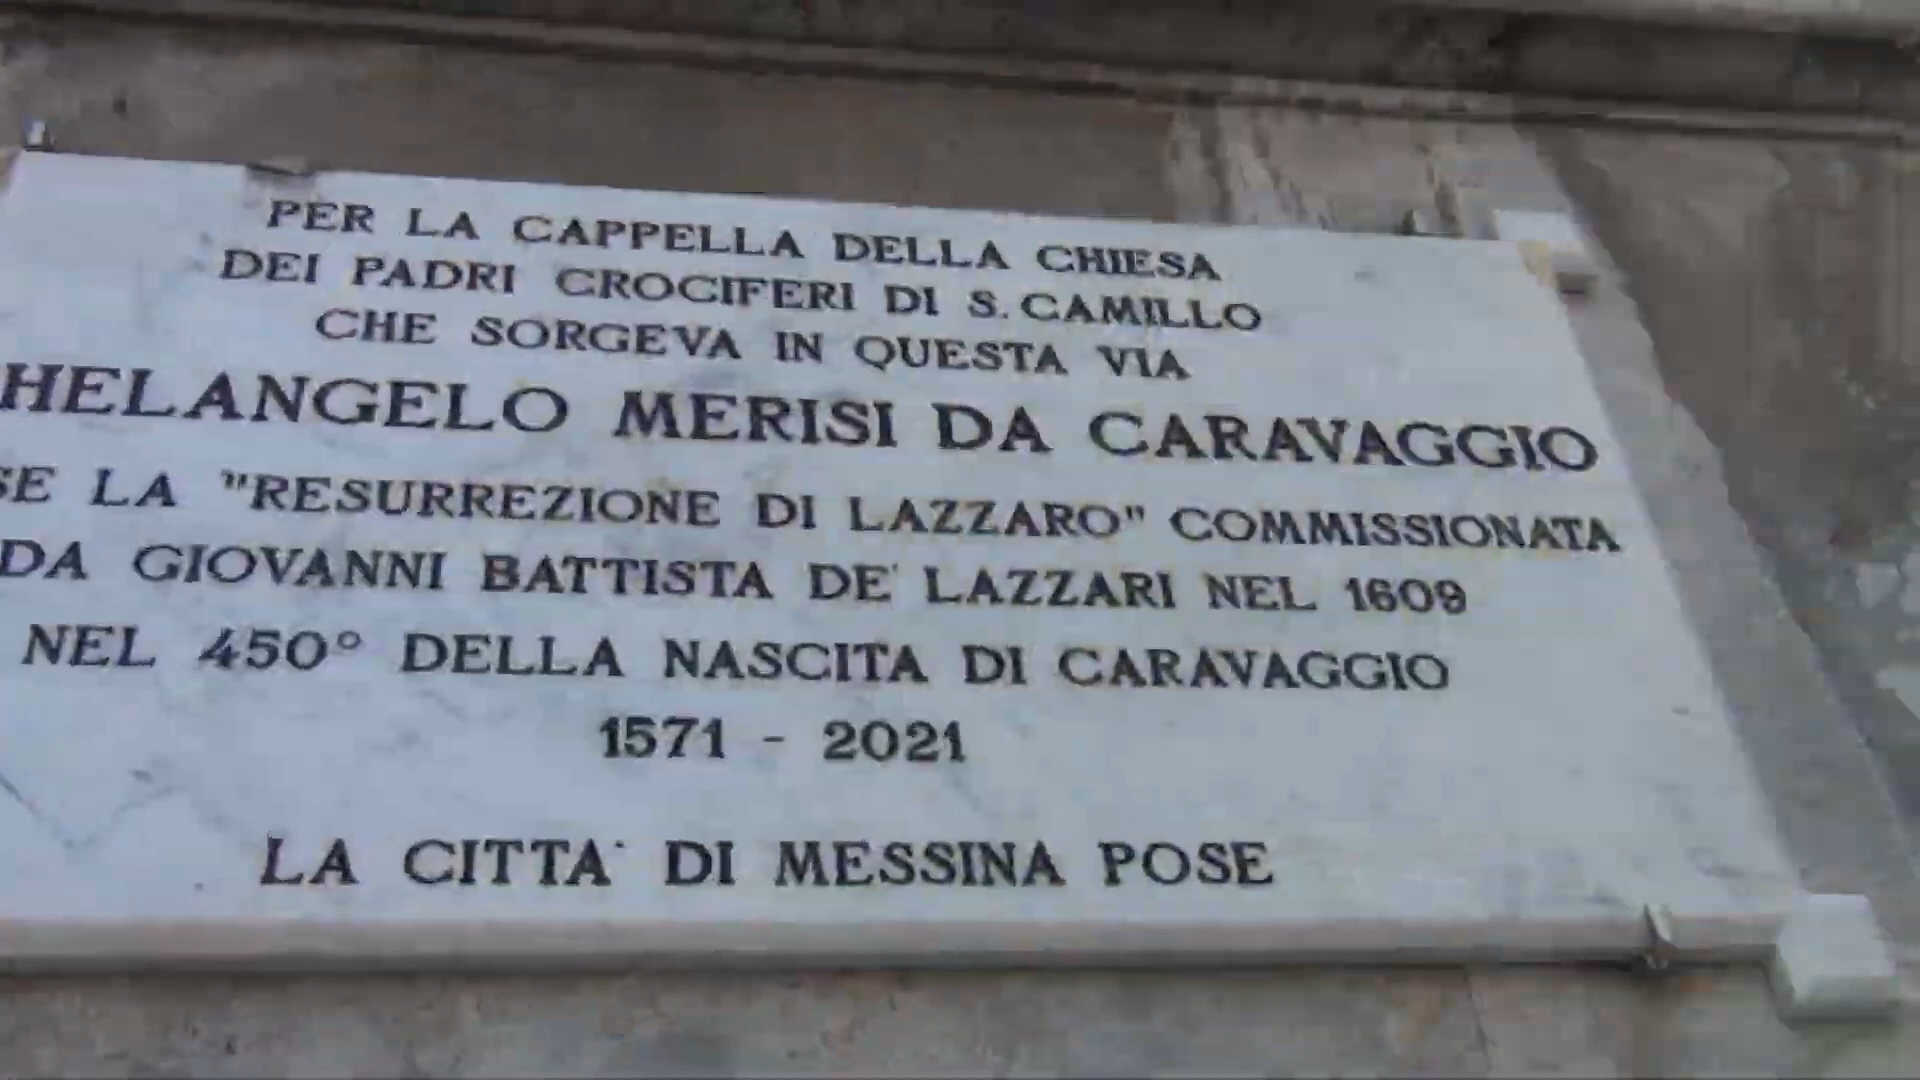 PER LA CAPPELLA DELLA CHIESA
DEI PADRI CROCIFERI DI S. CAMILLO
CHE SORGEVA IN QUESTA VIA
HELANGELO MERISI DA CARAVAGGIO
SE LA "RESURREZIONE DI LAZZARO" COMMISSIONATA
DA GIOVANNI BATTISTA DE' LAZZARI NEL 1609
NEL 450° DELLA NASCITA DI CARAVAGGIO
1571 - 2021
LA CITTA' DI MESSINA POSE